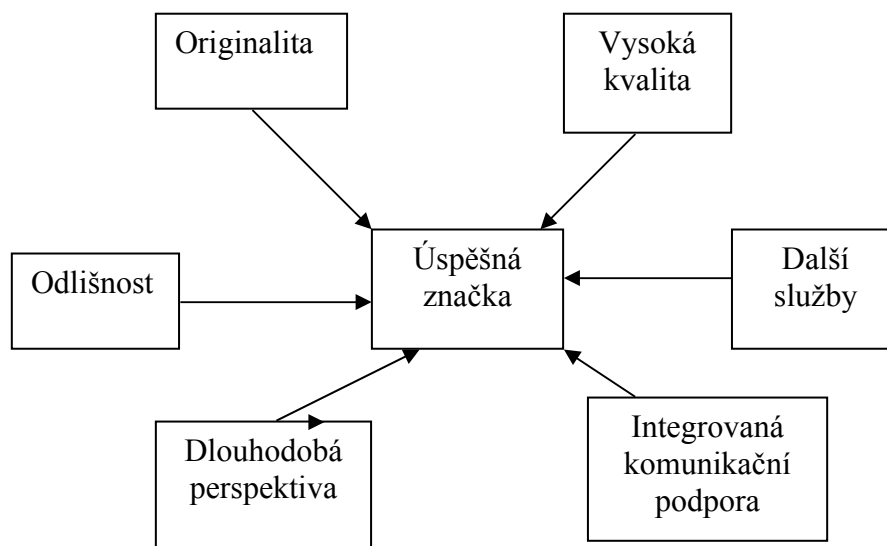 Originalita
Vysoká
kvalita
Úspěšná
značka
Další
služby
Odlišnost
Dlouhodobá
perspektiva
Integrovaná
komunikační
podpora